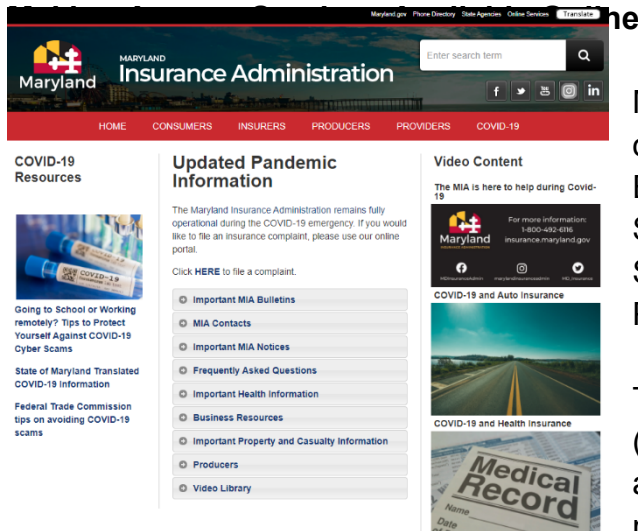 Maryland.gov Phone Directory State Agencies Online Services Translate
Maryland
MARYLAND
Insurance Administration
Enter search term
HOME CONSUMERS INSURERS PRODUCERS PROVIDERS COVID-19
COVID-19
Resources
COVID-19
Going to School or Working
remotely? Tips to Protect
Yourself Against COVID-19
Cyber Scams
State of Maryland Translated
COVID-19 Information
Federal Trade Commission
tips on avoiding COVID-19
scams
Updated Pandemic
Information
The Maryland Insurance Administration remains fully
operational during the COVID-19 emergency. If you would
like to file an insurance complaint, please use our online
portal.
Click HERE to file a complaint.
Important MIA Bulletins
MIA Contacts
Important MIA Notices
Frequently Asked Questions
Important Health Information
Business Resources
Important Property and Casualty Information
Producers
Video Library
Video Content
The MIA is here to help during Covid-
19
Maryland
For more information:
1-800-492-6116
insurance.maryland.gov
COVID-19 and Auto Insurance
COVID-19 and Health Insurance
Medical
Record
Name
Date